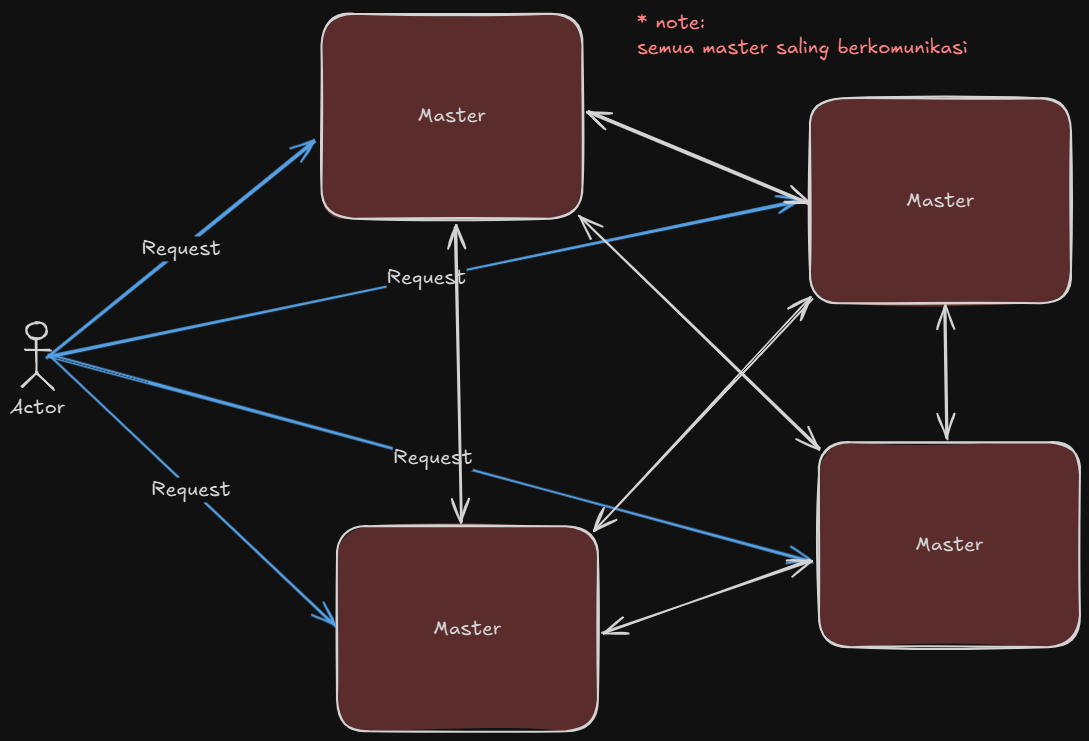 * note:
semua master saling berkomunikasi
Master
Master
Request
Request
Actor
Request
Request
Master
Master